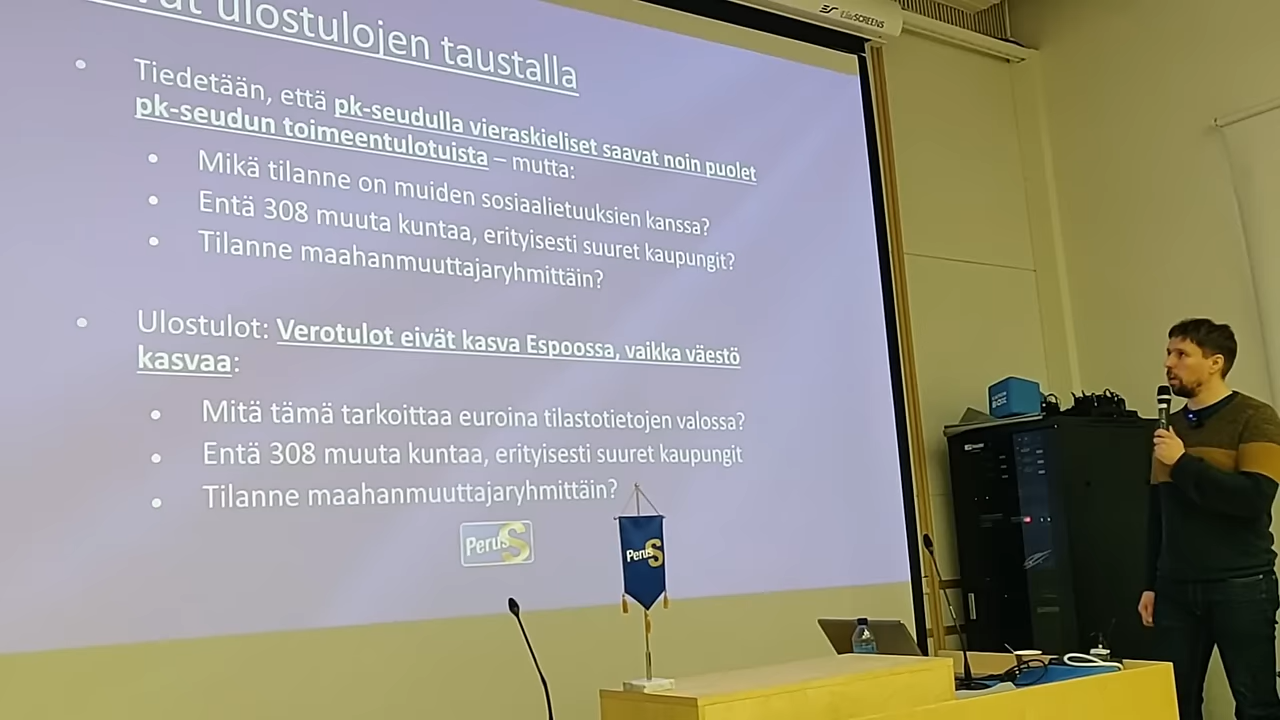 ulostulojen taustalla
• Tiedetään, että pk-seudulla vieraskieliset saavat noin puolet
pk-seudun toimeentulotuista – mutta:
• Mikä tilanne on muiden sosiaalietuuksien kanssa?
• Entä 308 muuta kuntaa, erityisesti suuret kaupungit?
• Tilanne maahanmuuttajaryhmittäin?
• Ulostulot: Verotulot eivät kasva Espoossa, vaikka väestö
kasvaa:
• Mitä tämä tarkoittaa euroina tilastotietojen valossa?
• Entä 308 muuta kuntaa, erityisesti suuret kaupungit
• Tilanne maahanmuuttajaryhmittäin?
PerusS
PerusS
EliteSCREENS